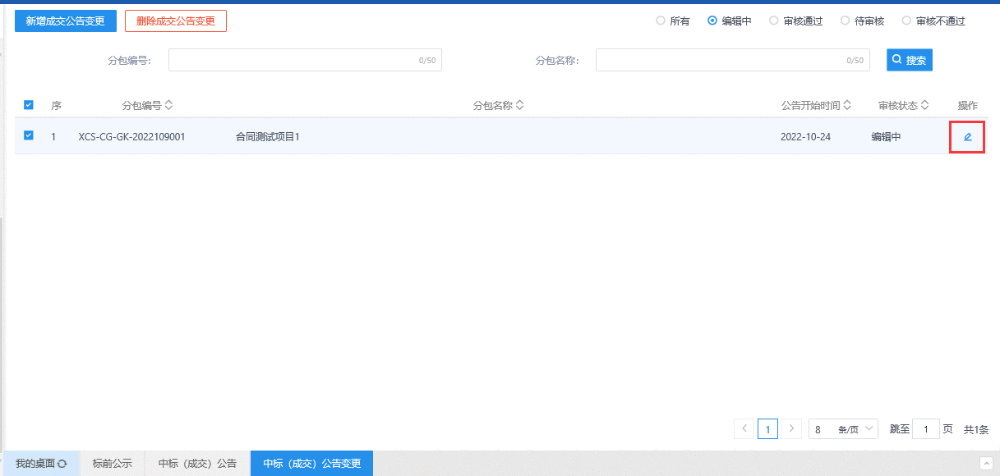 新增成交公告变更 删除成交公告变更 所有 编辑中 审核通过 待审核 审核不通过
分包编号: 0/50 分包名称: 0/50 搜索
序 分包编号 分包名称 公告开始时间 审核状态 操作
1 XCS-CG-GK-2022109001 合同测试项目1 2022-10-24 编辑中
1 8 条/页 跳至 1 页 共1条
我的桌面 标前公示 中标（成交）公告 中标（成交）公告变更